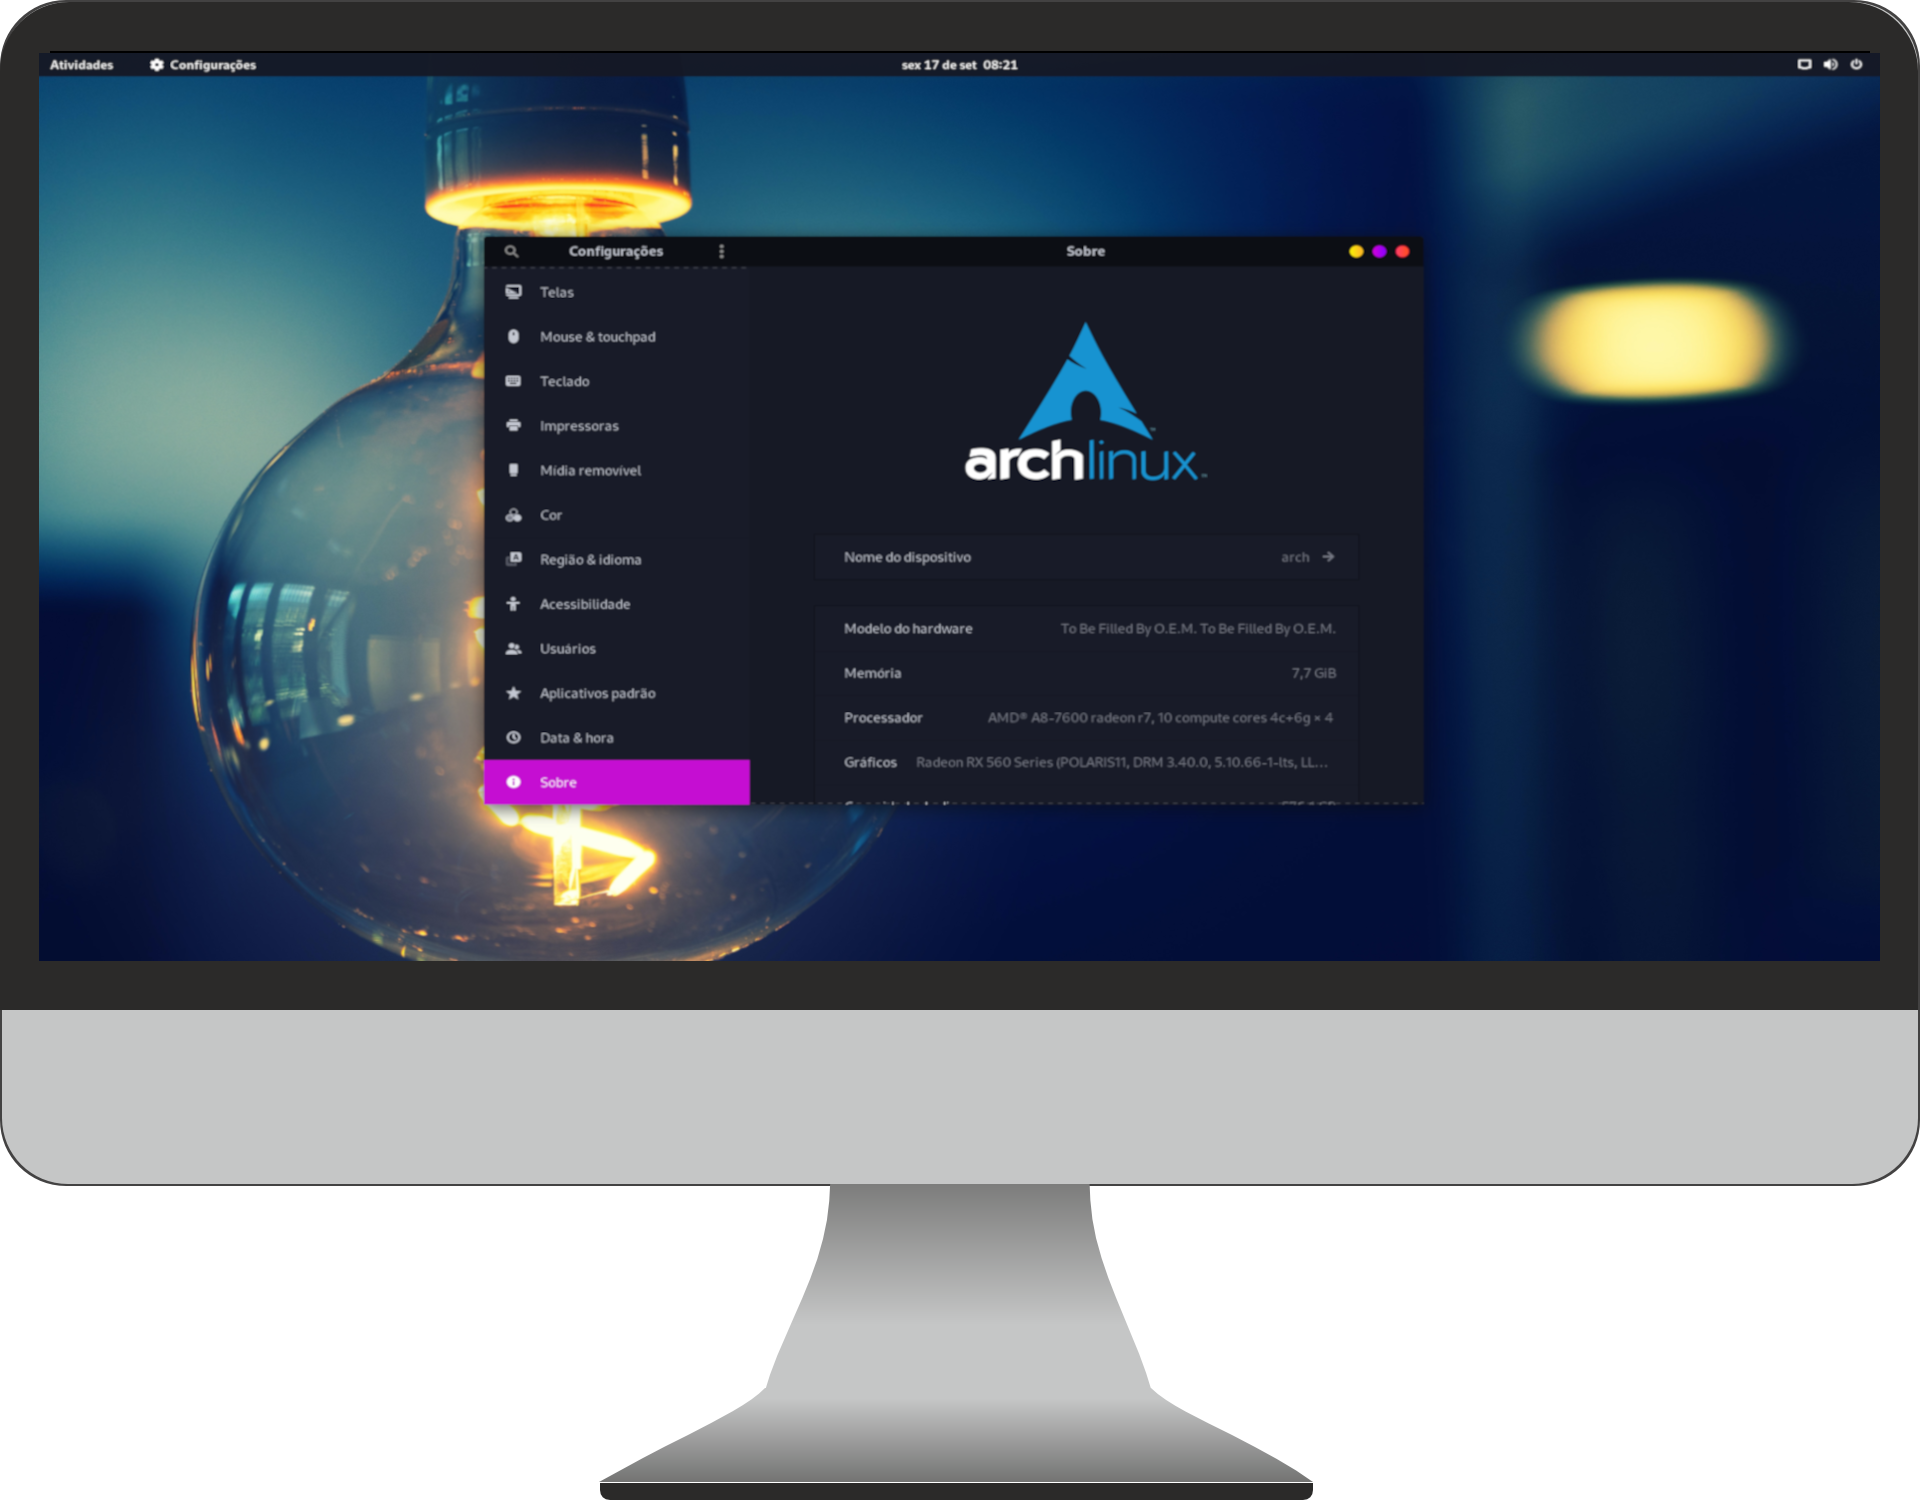 Atividades Configurações sex 17 de set 08:21
Configurações
Sobre
Telas
Mouse & touchpad
Teclado
Impressoras
Mídia removível
Cor
Região & idioma
Acessibilidade
Usuários
Aplicativos padrão
Data & hora
Sobre
archlinux™
Nome do dispositivo arch
Modelo do hardware To Be Filled By O.E.M. To Be Filled By O.E.M.
Memória 7,7 GiB
Processador AMD® A8-7600 radeon r7, 10 compute cores 4c+6g × 4
Gráficos Radeon RX 560 Series (POLARIS11, DRM 3.40.0, 5.10.66-1-lts, LL...